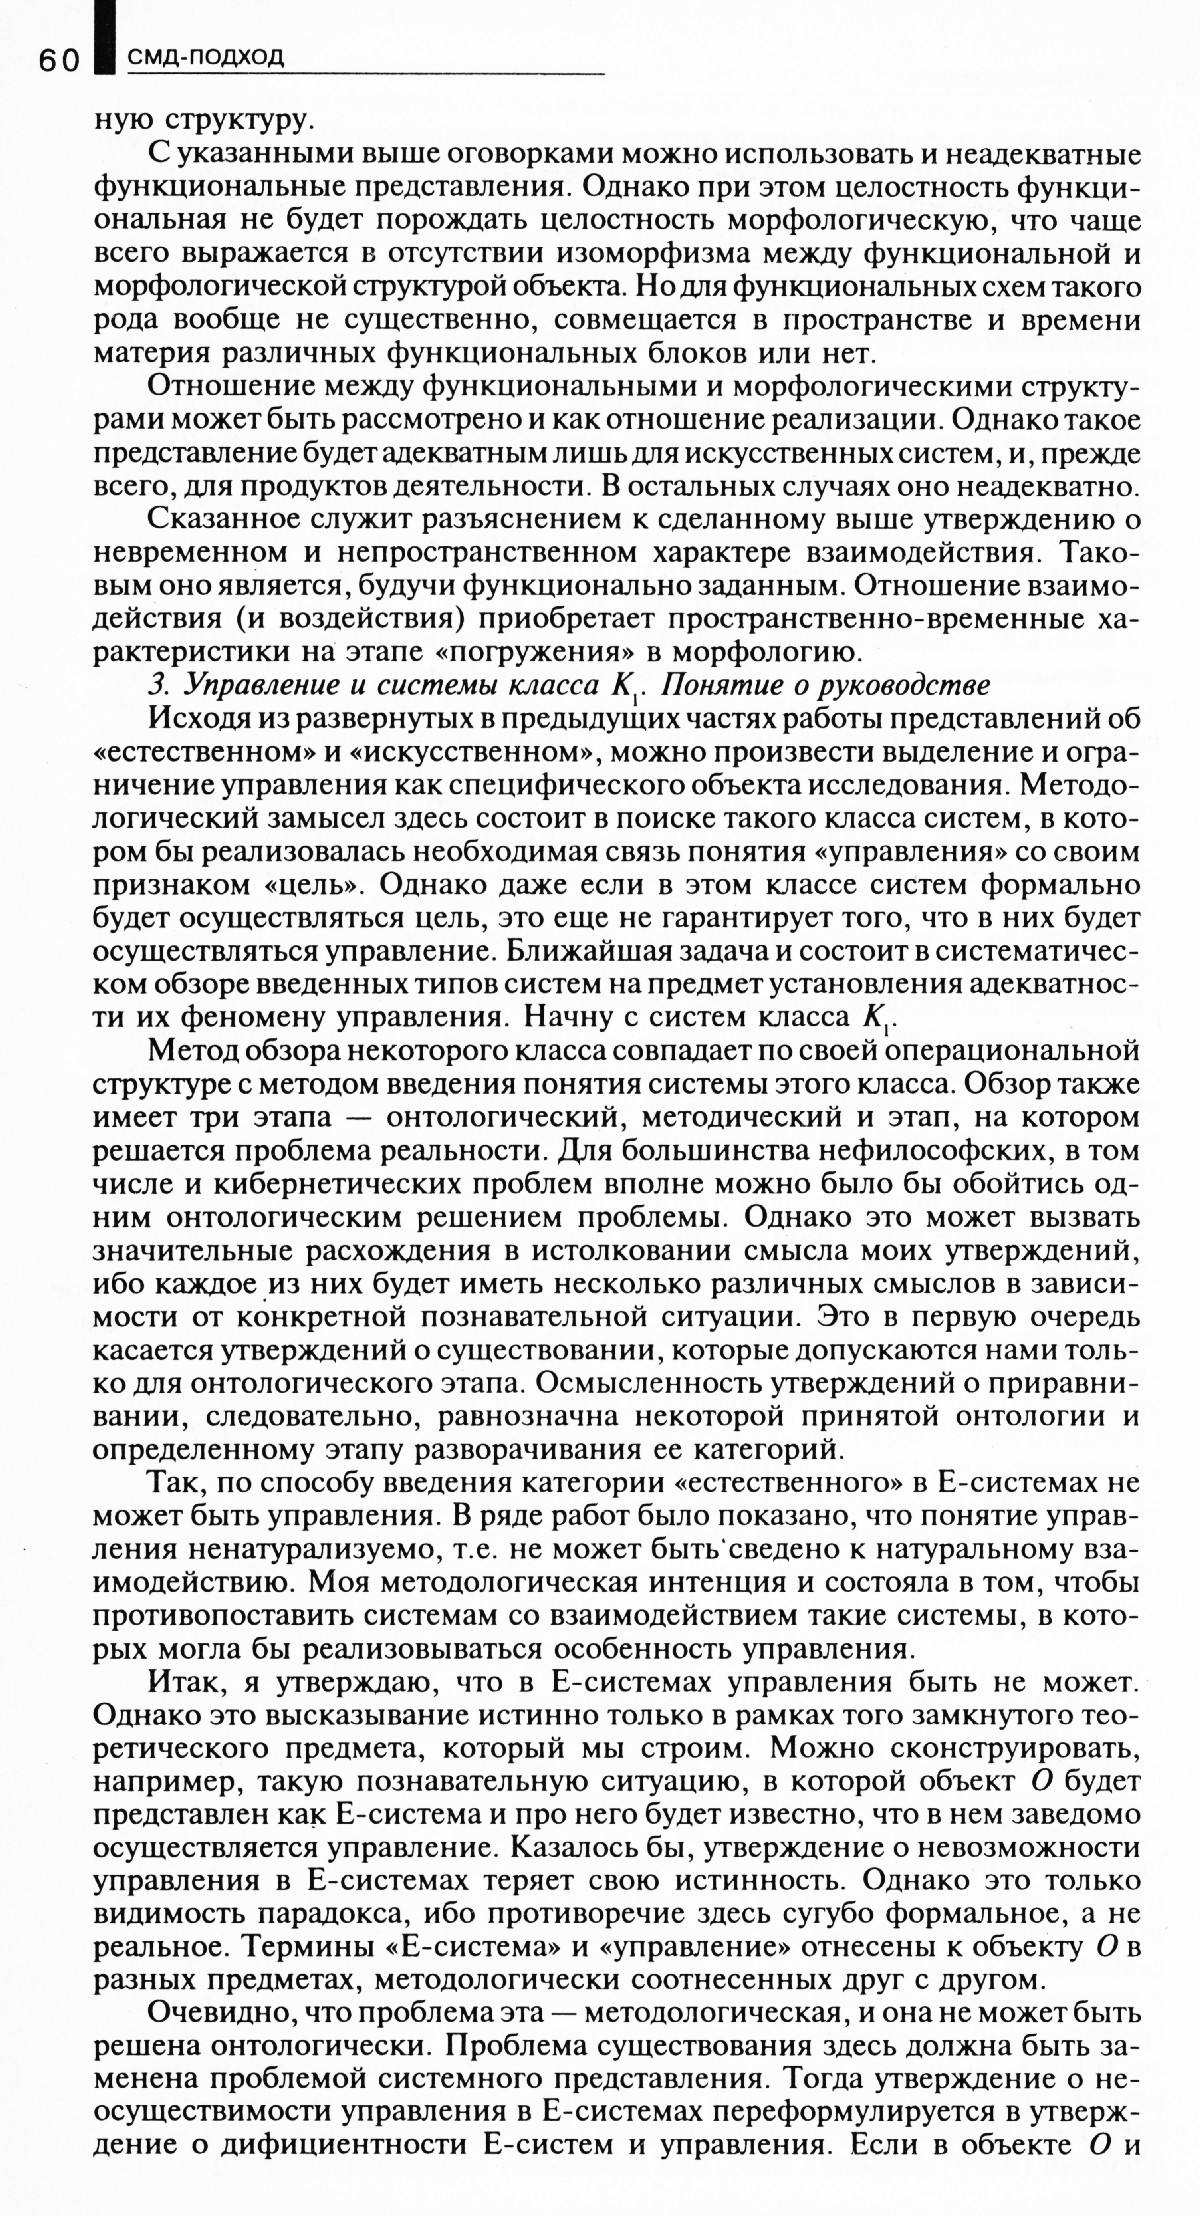 60 СМД-ПОДХОД
ную структуру.
С указанными выше оговорками можно использовать и неадекватные
функциональные представления. Однако при этом целостность функци-
ональная не будет порождать целостность морфологическую, что чаще
всего выражается в отсутствии изоморфизма между функциональной и
морфологической структурой объекта. Но для функциональных схем такого
рода вообще не существенно, совмещается в пространстве и времени
материя различных функциональных блоков или нет.
Отношение между функциональными и морфологическими структу-
рами может быть рассмотрено и как отношение реализации. Однако такое
представление будет адекватным лишь для искусственных систем, и, прежде
всего, для продуктов деятельности. В остальных случаях оно неадекватно.
Сказанное служит разъяснением к сделанному выше утверждению о
невременном и непространственном характере взаимодействия. Тако-
вым оно является, будучи функционально заданным. Отношение взаимо-
действия (и воздействия) приобретает пространственно-временные ха-
рактеристики на этапе «погружения» в морфологию.
3. Управление и системы класса K₁. Понятие о руководстве
Исходя из развернутых в предыдущих частях работы представлений об
«естественном» и «искусственном», можно произвести выделение и огра-
ничение управления как специфического объекта исследования. Методо-
логический замысел здесь состоит в поиске такого класса систем, в кото-
ром бы реализовалась необходимая связь понятия «управления» со своим
признаком «цель». Однако даже если в этом классе систем формально
будет осуществляться цель, это еще не гарантирует того, что в них будет
осуществляться управление. Ближайшая задача и состоит в систематичес-
ком обзоре введенных типов систем на предмет установления адекватнос-
ти их феномену управления. Начну с систем класса K₁.
Метод обзора некоторого класса совпадает по своей операциональной
структуре с методом введения понятия системы этого класса. Обзор также
имеет три этапа — онтологический, методический и этап, на котором
решается проблема реальности. Для большинства нефилософских, в том
числе и кибернетических проблем вполне можно было бы обойтись од-
ним онтологическим решением проблемы. Однако это может вызвать
значительные расхождения в истолковании смысла моих утверждений,
ибо каждое из них будет иметь несколько различных смыслов в зависи-
мости от конкретной познавательной ситуации. Это в первую очередь
касается утверждений о существовании, которые допускаются нами толь-
ко для онтологического этапа. Осмысленность утверждений о приравни-
вании, следовательно, равнозначна некоторой принятой онтологии и
определенному этапу разворачивания ее категорий.
Так, по способу введения категории «естественного» в Е-системах не
может быть управления. В ряде работ было показано, что понятие управ-
ления ненатурализуемо, т.е. не может быть сведено к натуральному вза-
имодействию. Моя методологическая интенция и состояла в том, чтобы
противопоставить системам со взаимодействием такие системы, в кото-
рых могла бы реализовываться особенность управления.
Итак, я утверждаю, что в Е-системах управления быть не может.
Однако это высказывание истинно только в рамках того замкнутого тео-
ретического предмета, который мы строим. Можно сконструировать,
например, такую познавательную ситуацию, в которой объект О будет
представлен как Е-система и про него будет известно, что в нем заведомо
осуществляется управление. Казалось бы, утверждение о невозможности
управления в Е-системах теряет свою истинность. Однако это только
видимость парадокса, ибо противоречие здесь сугубо формальное, а не
реальное. Термины «Е-система» и «управление» отнесены к объекту О в
разных предметах, методологически соотнесенных друг с другом.
Очевидно, что проблема эта — методологическая, и она не может быть
решена онтологически. Проблема существования здесь должна быть за-
менена проблемой системного представления. Тогда утверждение о не-
осуществимости управления в Е-системах переформулируется в утверж-
дение о дифициентности Е-систем и управления. Если в объекте О и